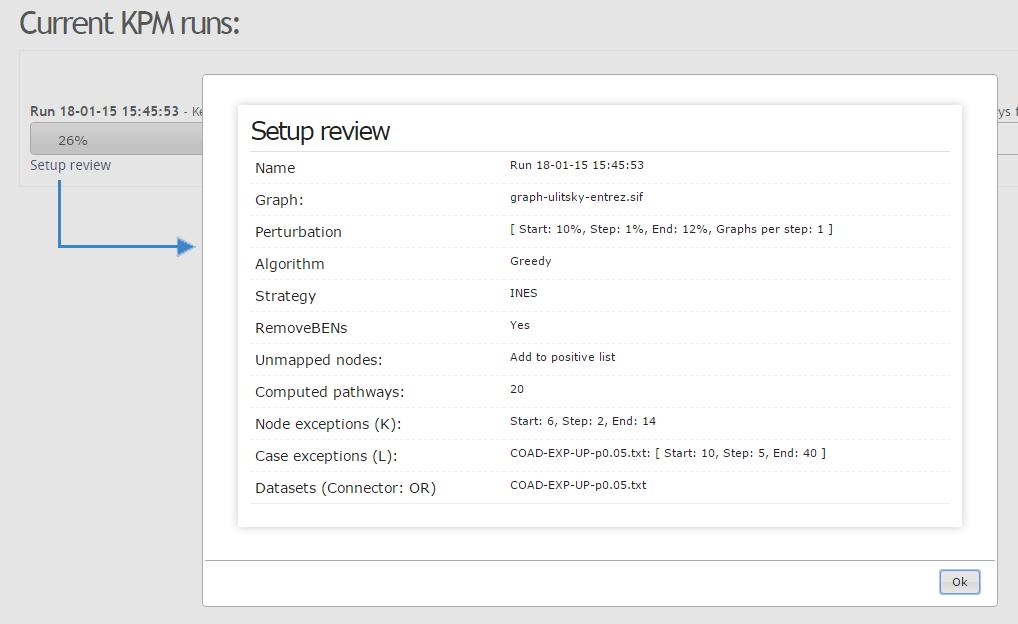 Current KPM runs:
Run 18-01-15 15:45:53 -
26%
Setup review
Setup review
Name Run 18-01-15 15:45:53
Graph: graph-ulitsky-entrez.sif
Perturbation [ Start: 10%, Step: 1%, End: 12%, Graphs per step: 1 ]
Algorithm Greedy
Strategy INES
RemoveBENs Yes
Unmapped nodes: Add to positive list
Computed pathways: 20
Node exceptions (K): Start: 6, Step: 2, End: 14
Case exceptions (L): COAD-EXP-UP-p0.05.txt: [ Start: 10, Step: 5, End: 40 ]
Datasets (Connector: OR) COAD-EXP-UP-p0.05.txt
Ok